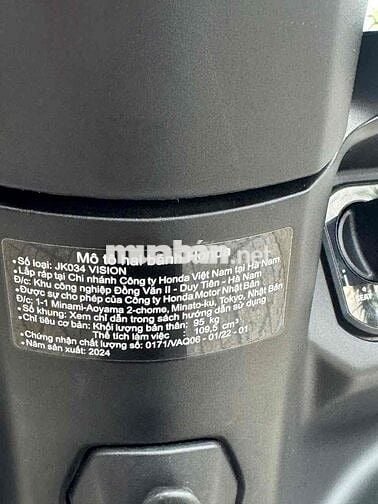 Mô tô hai bánh
• Số loại: JK034 VISION
• Lắp ráp tại Chi nhánh Công ty Honda Việt Nam tại Hà Nam
Đ/c: Khu công nghiệp Đồng Văn II - Duy Tiên - Hà Nam
• Được sự cho phép của Công ty Honda Motor Nhật Bản
Đ/c: 1-1 Minami-Aoyama 2-chome, Minato-ku, Tokyo, Nhật Bản
• Số khung: Xem chỉ dẫn trong sách hướng dẫn sử dụng
• Chỉ tiêu cơ bản: Khối lượng bản thân: 95 kg
Thể tích làm việc : 109,5 cm³
• Chứng nhận chất lượng số: 0171/VAQ06 - 01/22 - 01
• Năm sản xuất: 2024
SEAT